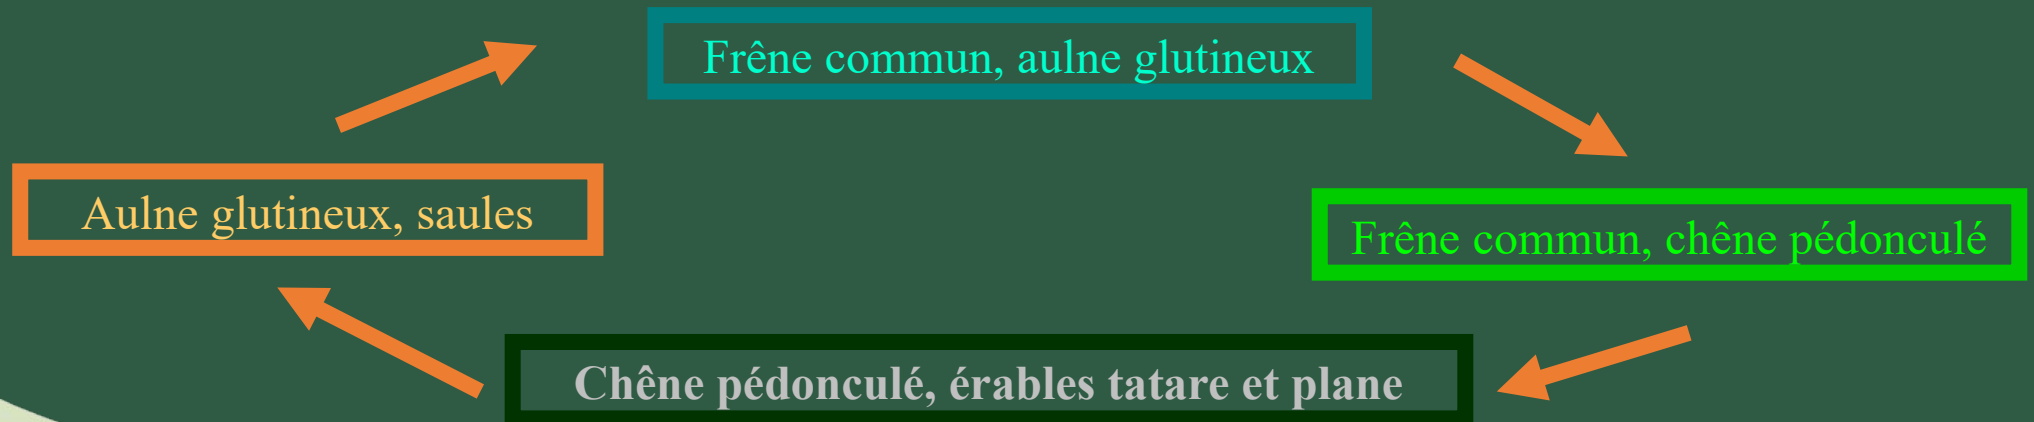 Frêne commun, aulne glutineux
Aulne glutineux, saules
Frêne commun, chêne pédonculé
Chêne pédonculé, érables tatare et plane